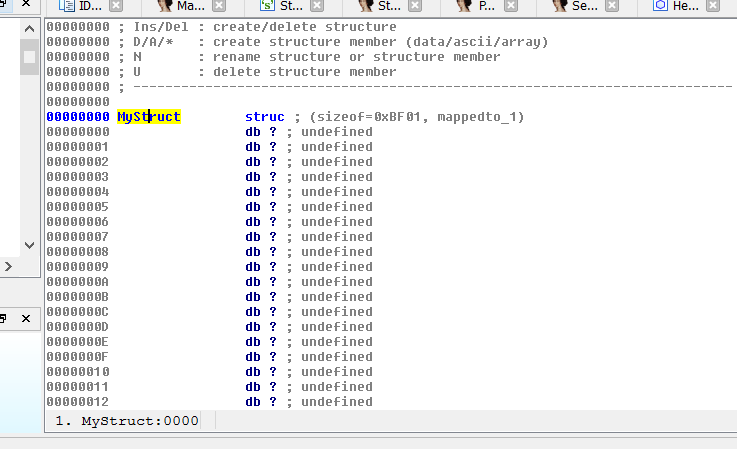 ID... Ma... St... St... P... Se... He...
00000000 ; Ins/Del : create/delete structure
00000000 ; D/A/*   : create structure member (data/ascii/array)
00000000 ; N       : rename structure or structure member
00000000 ; U       : delete structure member
00000000 ; ---------------------------------------------------------------------------
00000000
00000000 MyStruct        struc ; (sizeof=0xBF01, mappedto_1)
00000000                 db ? ; undefined
00000001                 db ? ; undefined
00000002                 db ? ; undefined
00000003                 db ? ; undefined
00000004                 db ? ; undefined
00000005                 db ? ; undefined
00000006                 db ? ; undefined
00000007                 db ? ; undefined
00000008                 db ? ; undefined
00000009                 db ? ; undefined
0000000A                 db ? ; undefined
0000000B                 db ? ; undefined
0000000C                 db ? ; undefined
0000000D                 db ? ; undefined
0000000E                 db ? ; undefined
0000000F                 db ? ; undefined
00000010                 db ? ; undefined
00000011                 db ? ; undefined
00000012                 db ? ; undefined
1. MyStruct:0000